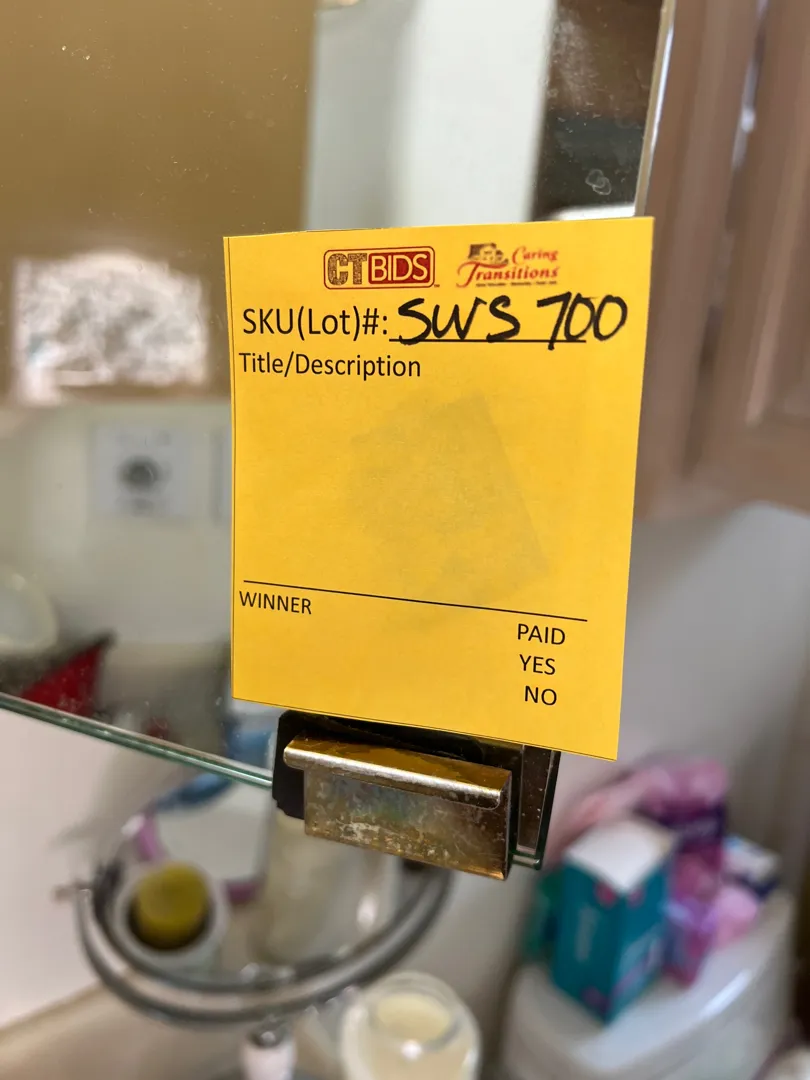 CTBIDS
Caring
Transitions
SKU(Lot)#: SWS 700
Title/Description
WINNER
PAID
YES
NO